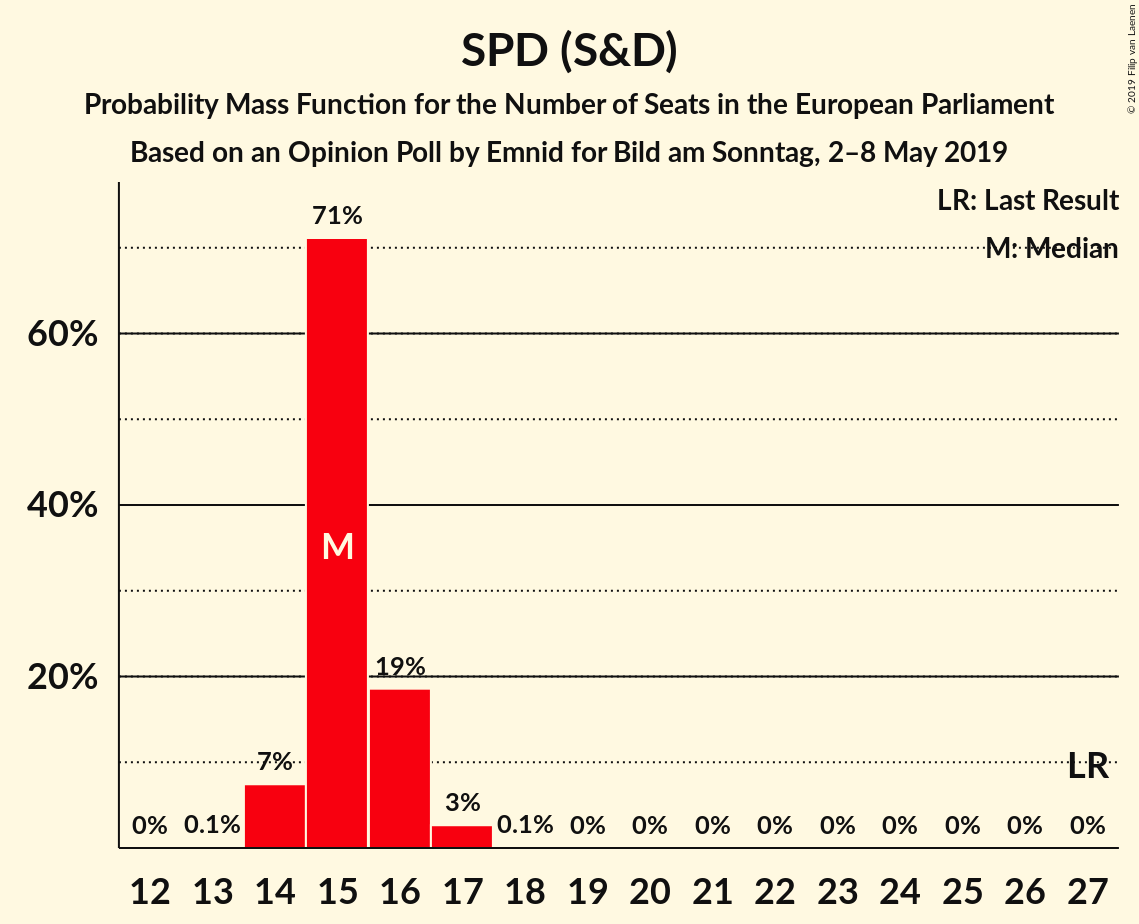 SPD (S&D)
Probability Mass Function for the Number of Seats in the European Parliament
Based on an Opinion Poll by Emnid for Bild am Sonntag, 2–8 May 2019
© 2019 Filip van Laenen
LR: Last Result
M: Median
71%
60%
40%
M
20%
19%
7%
LR
3%
0% 0.1% 0.1% 0% 0% 0% 0% 0% 0% 0% 0% 0%
12 13 14 15 16 17 18 19 20 21 22 23 24 25 26 27